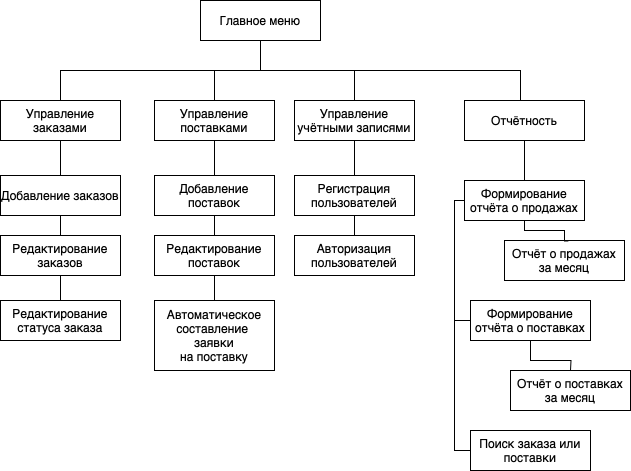 Главное меню
Управление
заказами
Управление
поставками
Управление
учётными записями
Отчётность
Добавление заказов
Добавление
поставок
Регистрация
пользователей
Формирование
отчёта о продажах
Редактирование
заказов
Редактирование
поставок
Авторизация
пользователей
Отчёт о продажах
за месяц
Редактирование
статуса заказа
Автоматическое
составление
заявки
на поставку
Формирование
отчёта о поставках
Отчёт о поставках
за месяц
Поиск заказа или
поставки